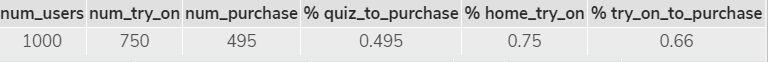 num_users num_try_on num_purchase % quiz_to_purchase % home_try_on % try_on_to_purchase
1000 750 495 0.495 0.75 0.66